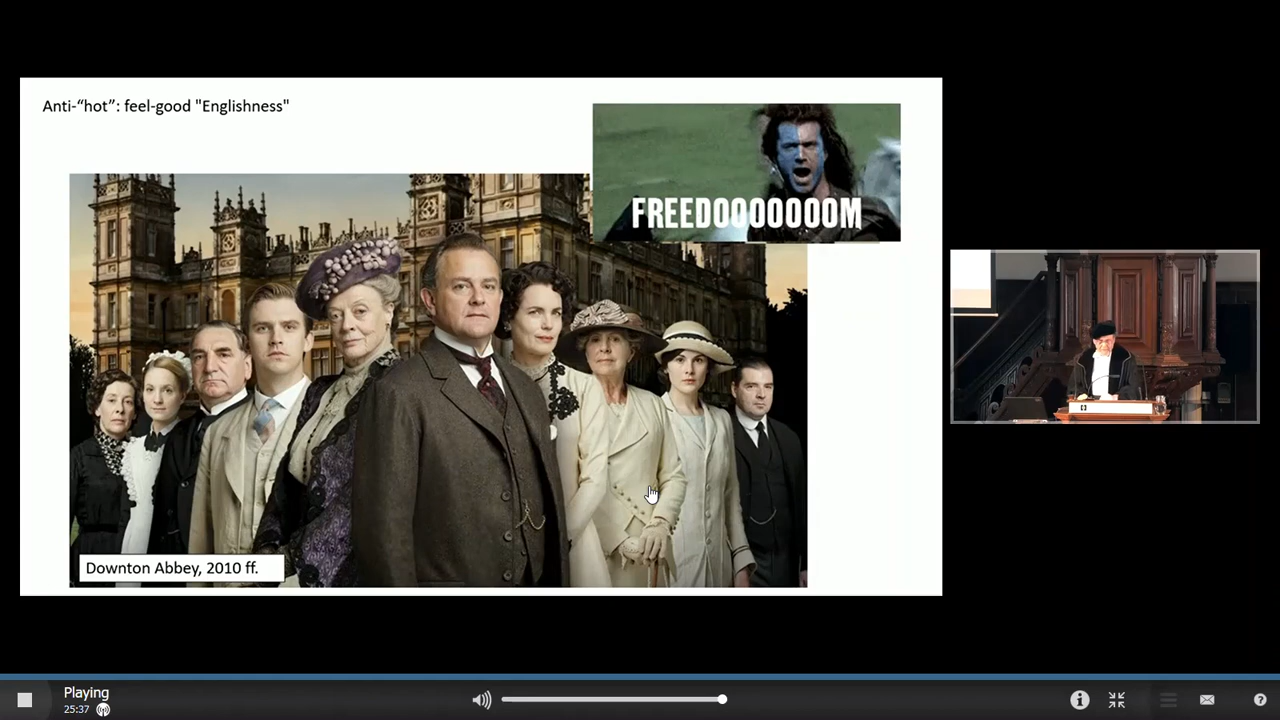 Anti-“hot”: feel-good "Englishness"
FREEDOOOOOOOM
Downton Abbey, 2010 ff.
Playing
25:37